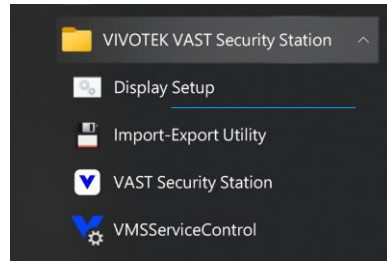 VIVOTEK VAST Security Station
Display Setup
Import-Export Utility
VAST Security Station
VMSServiceControl